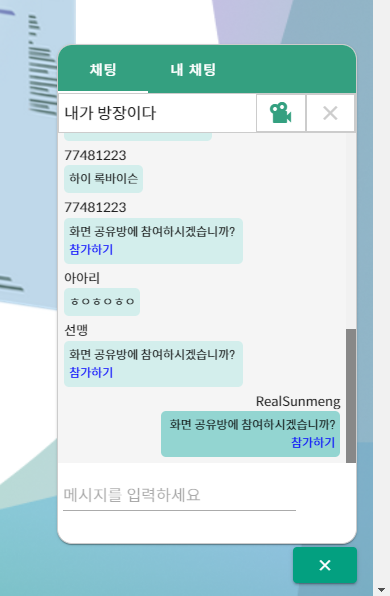 채팅 내 채팅
내가 방장이다
77481223
하이 록바이슨
77481223
화면 공유방에 참여하시겠습니까?
참가하기
아아리
ㅎㅇㅎㅇㅎㅇ
선맹
화면 공유방에 참여하시겠습니까?
참가하기
RealSunmeng
화면 공유방에 참여하시겠습니까?
참가하기
메시지를 입력하세요